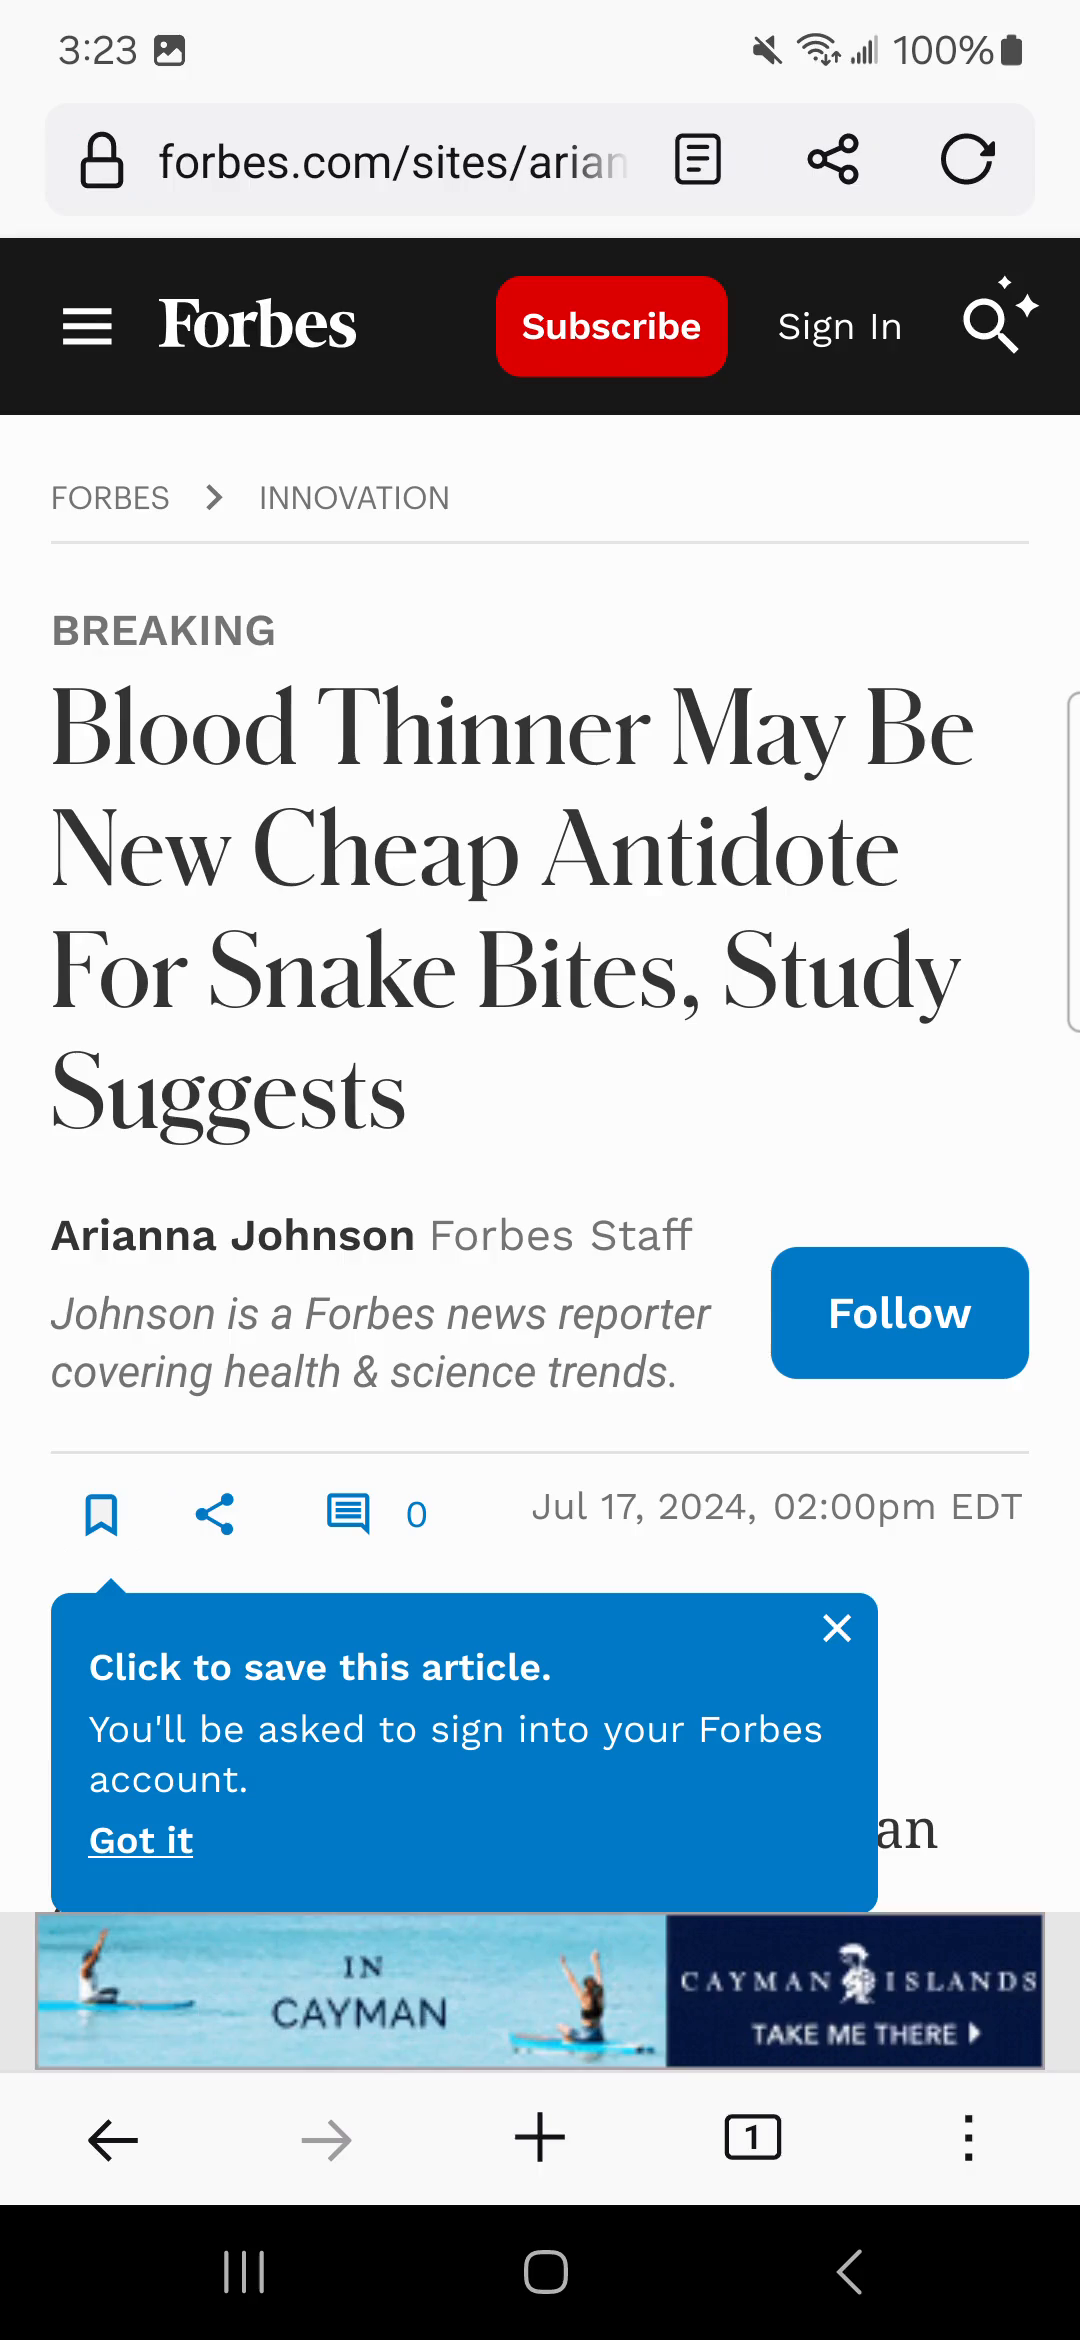 3:23
100%
forbes.com/sites/arian
Forbes
Subscribe
Sign In
FORBES
INNOVATION
BREAKING
Blood Thinner May Be
New Cheap Antidote
For Snake Bites, Study
Suggests
Arianna Johnson Forbes Staff
Johnson is a Forbes news reporter
covering health & science trends.
Follow
0
Jul 17, 2024, 02:00pm EDT
Click to save this article.
You'll be asked to sign into your Forbes
account.
Got it
an
IN
CAYMAN
CAYMAN ISLANDS
TAKE ME THERE
1